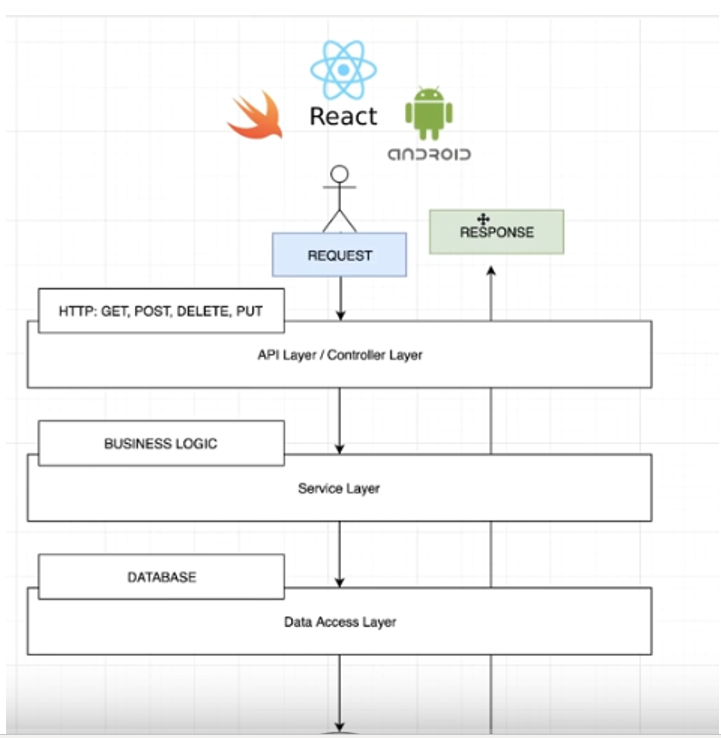 React
ANDROID
REQUEST
RESPONSE
HTTP: GET, POST, DELETE, PUT
API Layer / Controller Layer
BUSINESS LOGIC
Service Layer
DATABASE
Data Access Layer